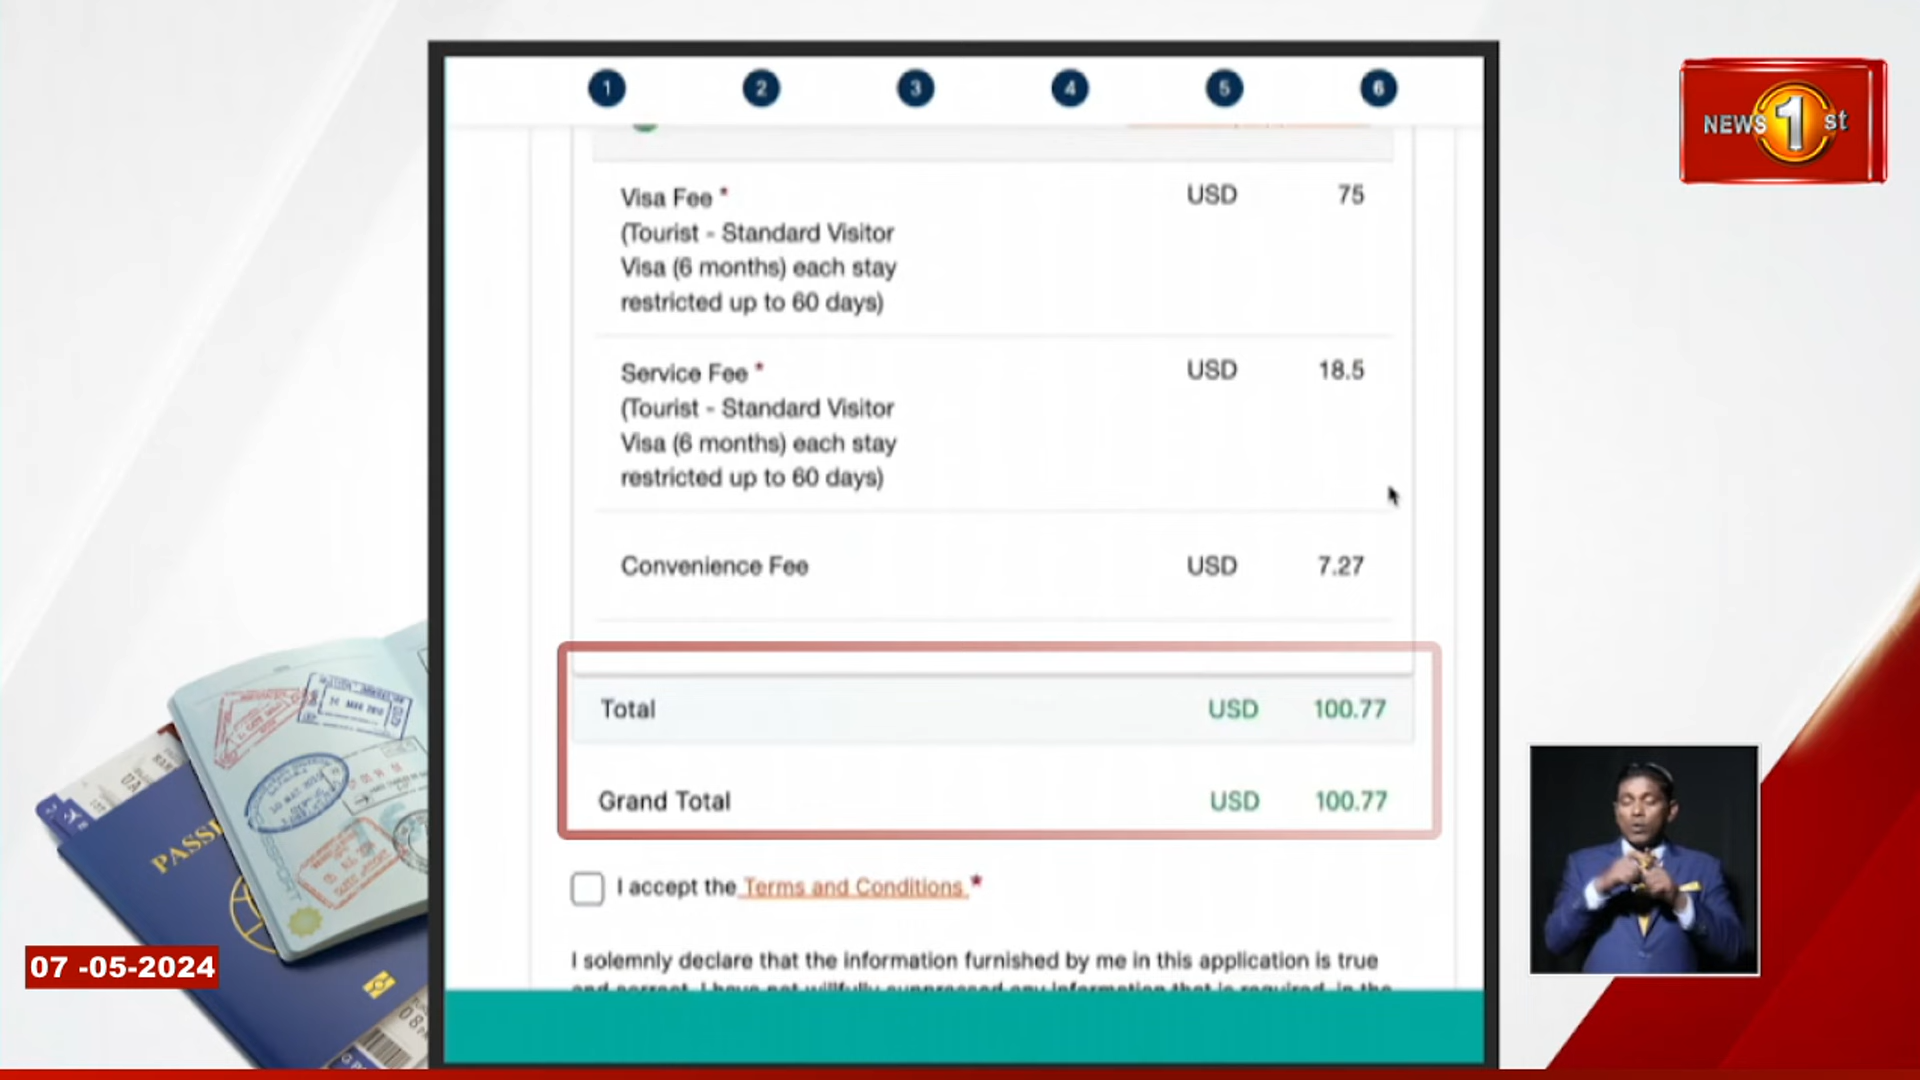 1 2 3 4 5 6
NEWS 1st
Visa Fee * USD 75
(Tourist - Standard Visitor
Visa (6 months) each stay
restricted up to 60 days)
Service Fee * USD 18.5
(Tourist - Standard Visitor
Visa (6 months) each stay
restricted up to 60 days)
Convenience Fee USD 7.27
Total USD 100.77
Grand Total USD 100.77
I accept the Terms and Conditions *
I solemnly declare that the information furnished by me in this application is true
07 -05-2024